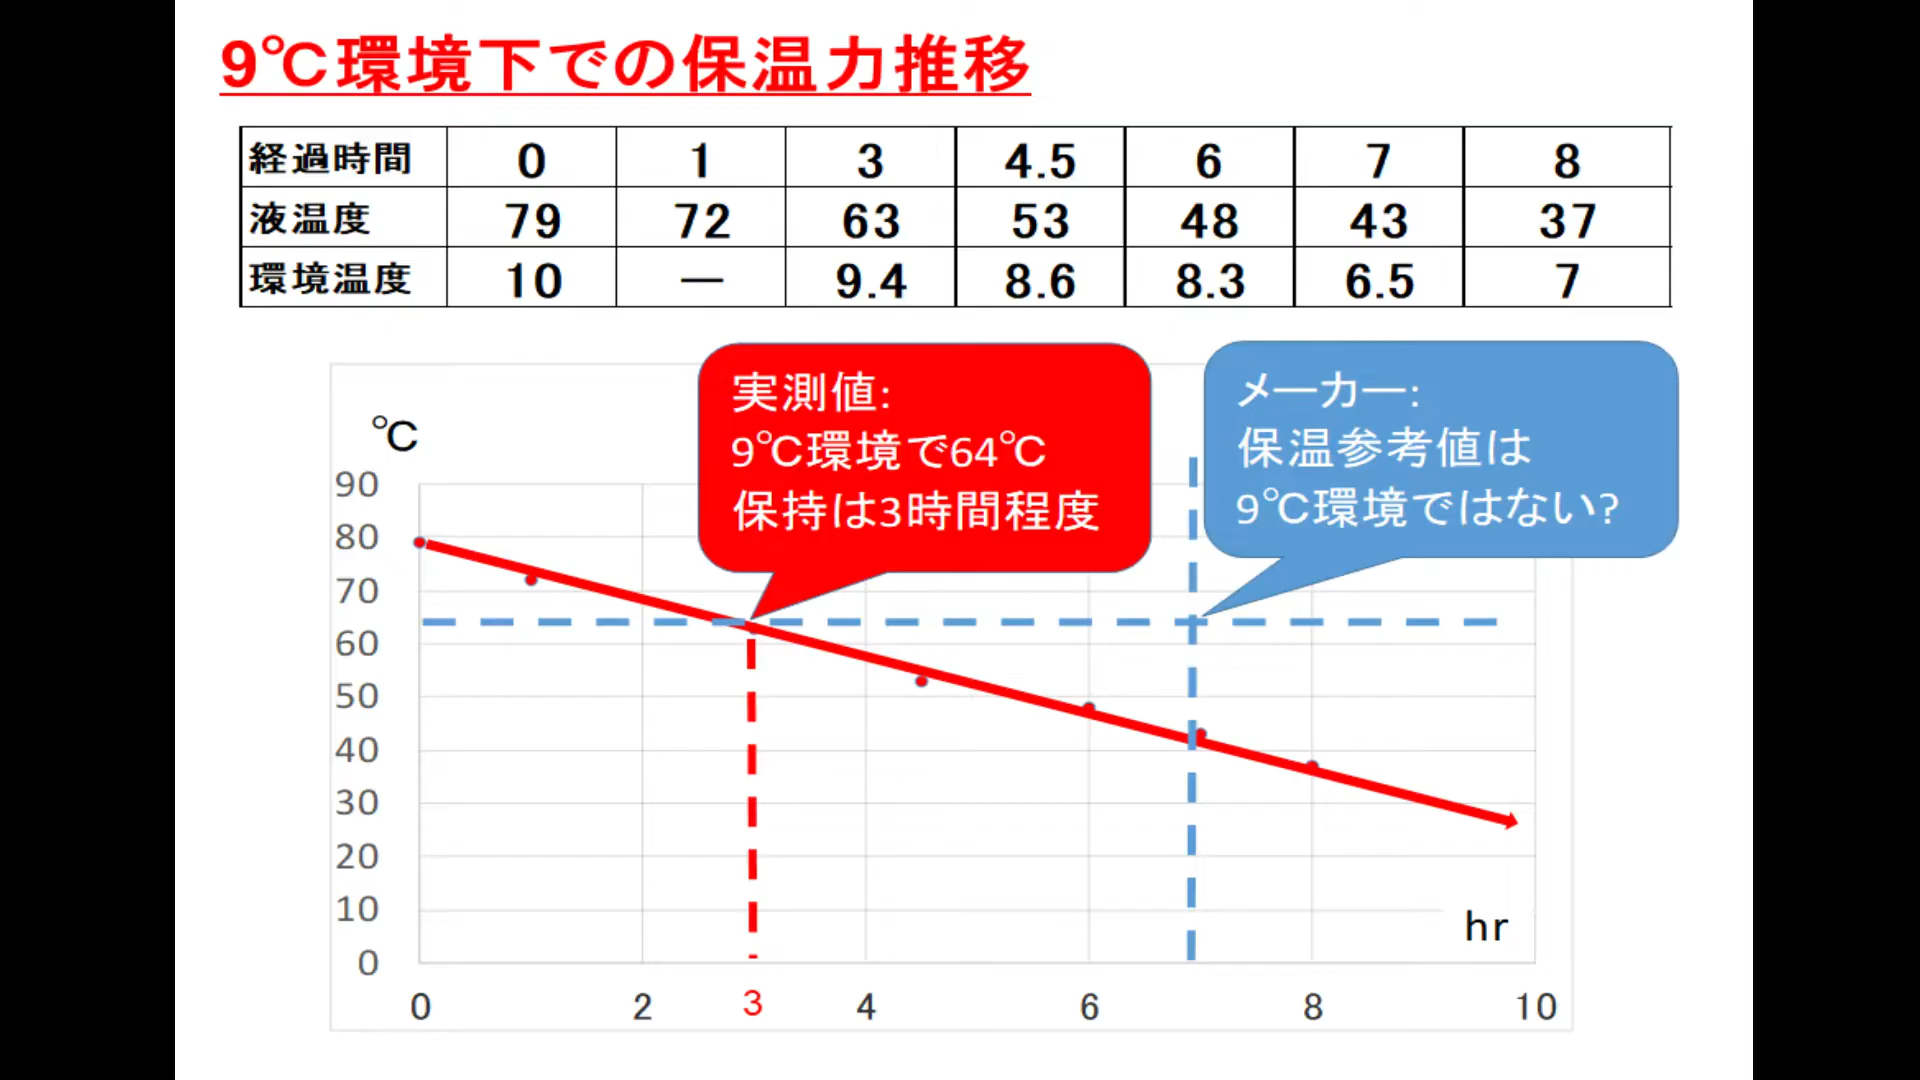 9℃環境下での保温力推移
経過時間 0 1 3 4.5 6 7 8
液温度 79 72 63 53 48 43 37
環境温度 10 ― 9.4 8.6 8.3 6.5 7
実測値:
9℃環境で64℃
保持は3時間程度
メーカー:
保温参考値は
9℃環境ではない?
℃
90
80
70
60
50
40
30
20
10
0
hr
0 2 3 4 6 8 10